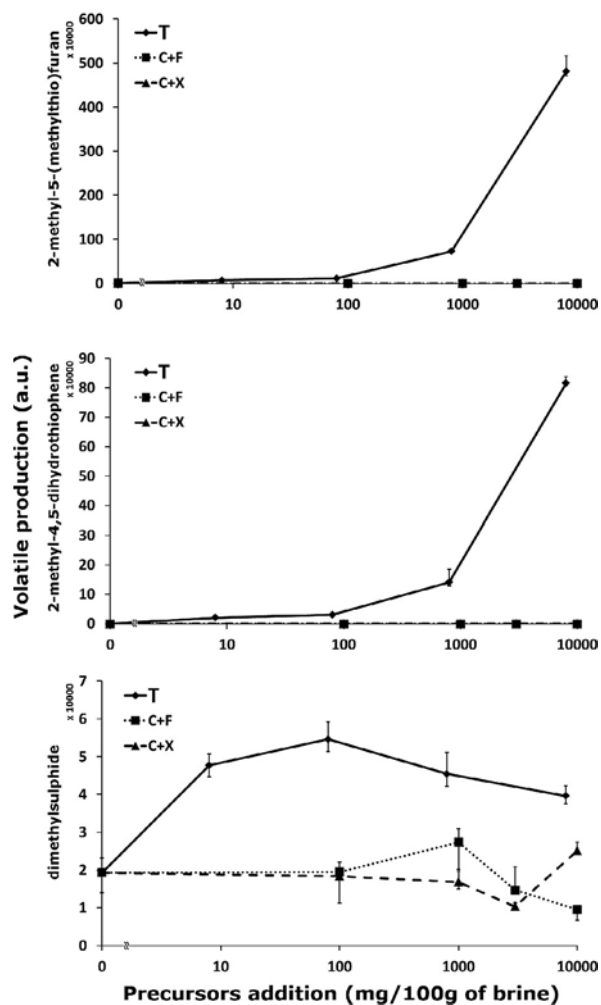 Volatile production (a.u.)
2-methyl-5-(methylthio)furan
x 10000
600
500
400
300
200
100
0
T
C+F
C+X
0 10 100 1000 10000
2-methyl-4,5-dihydrothiophene
x 10000
90
80
70
60
50
40
30
20
10
0
T
C+F
C+X
0 10 100 1000 10000
dimethylsulphide
x 10000
7
6
5
4
3
2
1
0
T
C+F
C+X
0 10 100 1000 10000
Precursors addition (mg/100g of brine)